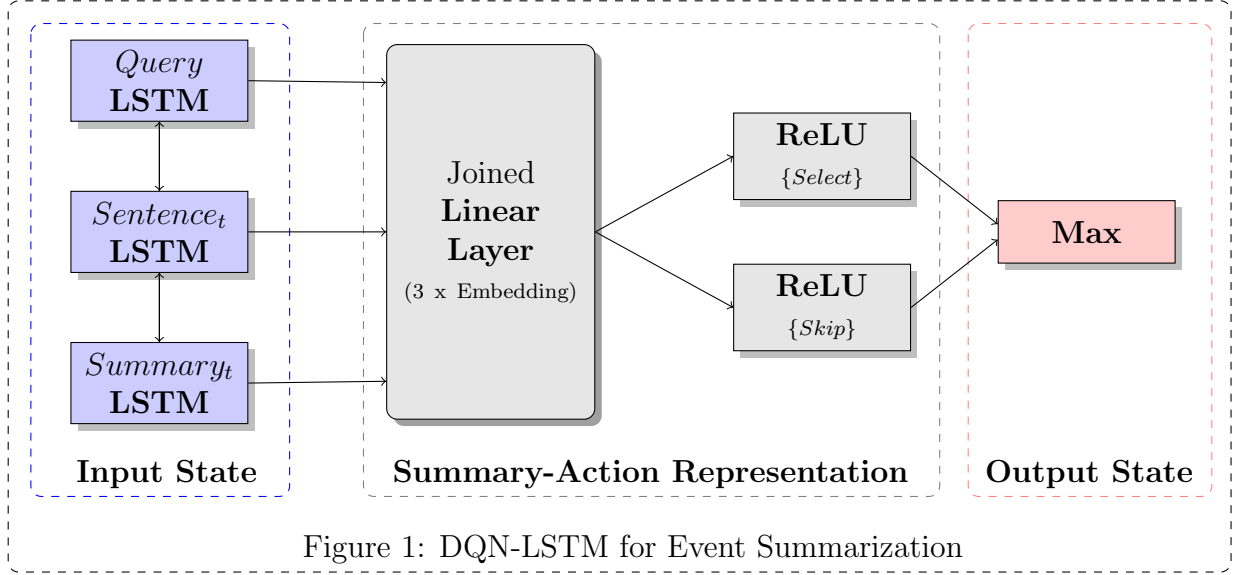 Query
LSTM
Sentence_t
LSTM
Summary_t
LSTM
Input State
Joined
Linear
Layer
(3 x Embedding)
ReLU
{Select}
ReLU
{Skip}
Summary-Action Representation
Max
Output State
Figure 1: DQN-LSTM for Event Summarization